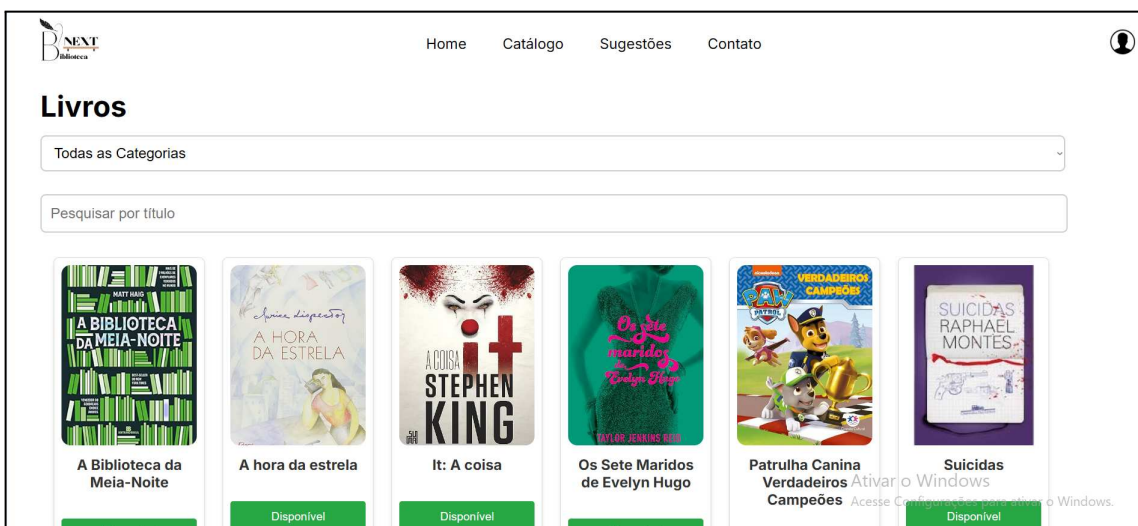 NEXT
Biblioteca
Home Catálogo Sugestões Contato
Livros
Todas as Categorias
Pesquisar por título
MATT HAIG
A BIBLIOTECA
DA MEIA-NOITE
clarice lispector
A HORA
DA ESTRELA
A COISA
it
STEPHEN
KING
Os sete
maridos
de
Evelyn Hugo
TAYLOR JENKINS REID
nickelodeon
VERDADEIROS
CAMPEÕES
PAW
PATROL
SUICIDAS
RAPHAEL
MONTES
A Biblioteca da
Meia-Noite
A hora da estrela
It: A coisa
Os Sete Maridos
de Evelyn Hugo
Patrulha Canina
Verdadeiros
Campeões
Suicidas
Disponível
Disponível
Disponível
Ativar o Windows
Acesse Configurações para ativar o Windows.